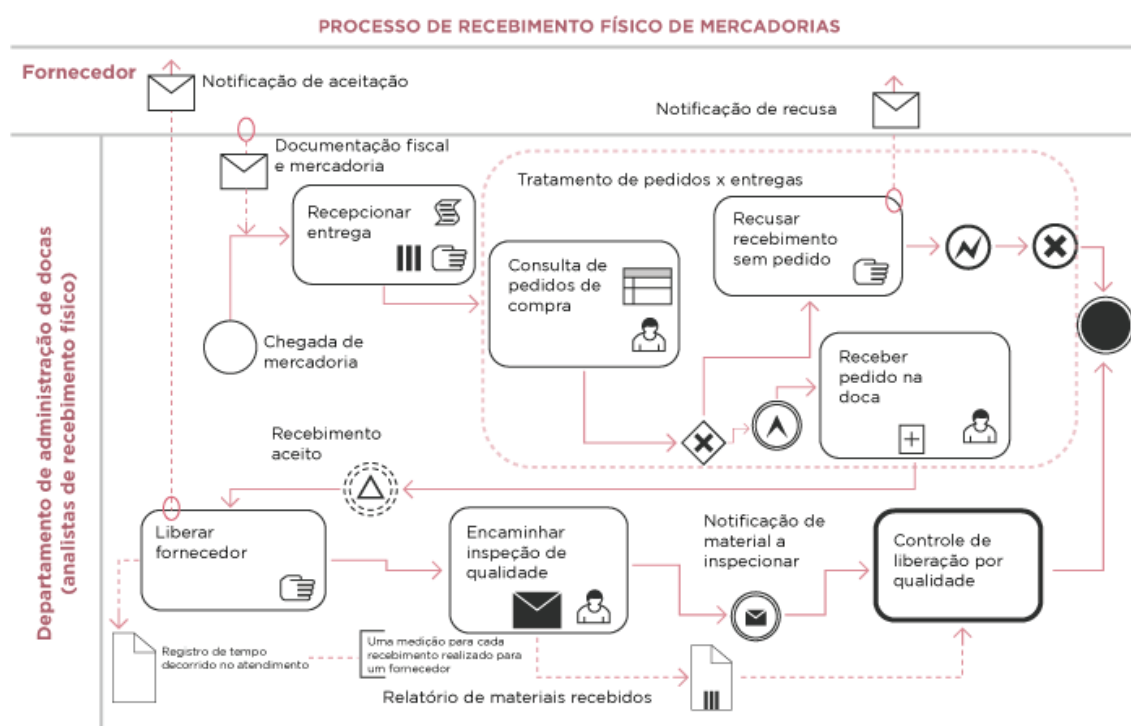 PROCESSO DE RECEBIMENTO FÍSICO DE MERCADORIAS
Fornecedor
Notificação de aceitação
Notificação de recusa
Departamento de administração de docas
(analistas de recebimento físico)
Documentação fiscal
e mercadoria
Tratamento de pedidos x entregas
Recepcionar
entrega
Recusar
recebimento
sem pedido
Consulta de
pedidos de
compra
Chegada de
mercadoria
Receber
pedido na
doca
Recebimento
aceito
Liberar
fornecedor
Encaminhar
inspeção de
qualidade
Notificação de
material a
inspecionar
Controle de
liberação por
qualidade
Registro de tempo
decorrido no atendimento
Uma medição para cada
recebimento realizado para
um fornecedor
Relatório de materiais recebidos